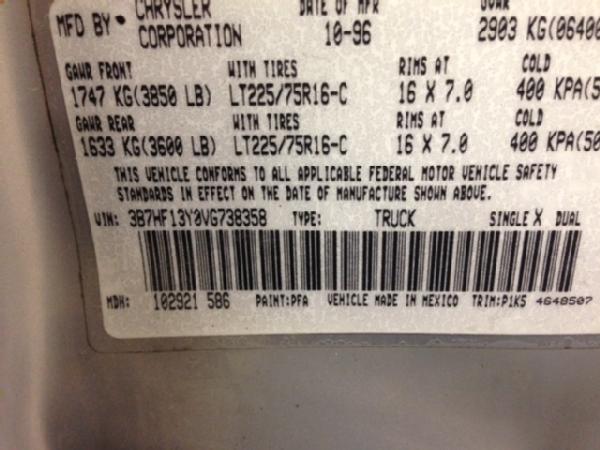 MFD BY CHRYSLER CORPORATION DATE OF MFR 10-96 GVWR 2903 KG(06400
GAWR FRONT WITH TIRES RIMS AT COLD
1747 KG(3850 LB) LT225/75R16-C 16 X 7.0 400 KPA(5
GAWR REAR WITH TIRES RIMS AT COLD
1633 KG(3600 LB) LT225/75R16-C 16 X 7.0 400 KPA(50
THIS VEHICLE CONFORMS TO ALL APPLICABLE FEDERAL MOTOR VEHICLE SAFETY
STANDARDS IN EFFECT ON THE DATE OF MANUFACTURE SHOWN ABOVE.
VIN: 3B7HF13Y0VG738358 TYPE: TRUCK SINGLE X DUAL
MDH: 102921 586 PAINT:PFA VEHICLE MADE IN MEXICO TRIM:P1K5 4648507